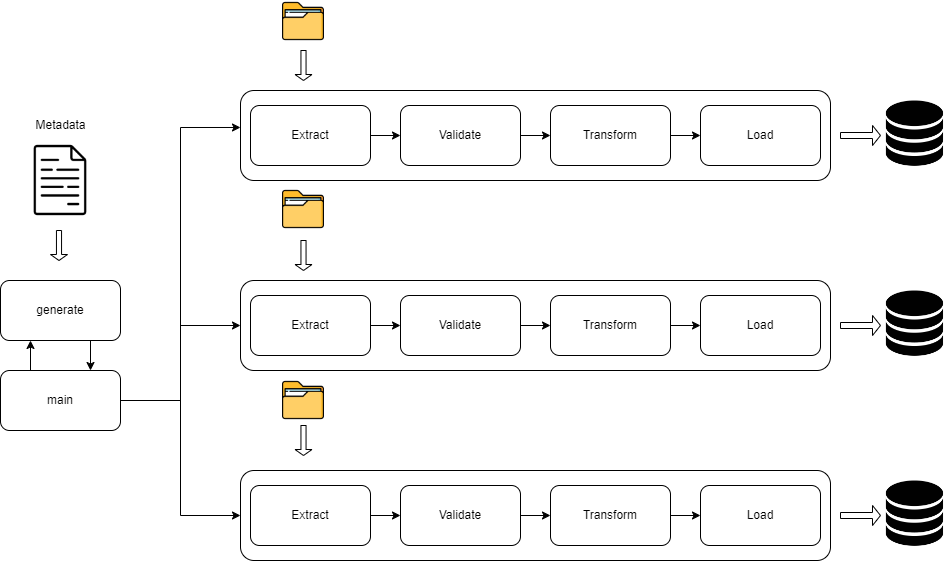 Metadata
generate
main
Extract
Validate
Transform
Load
Extract
Validate
Transform
Load
Extract
Validate
Transform
Load